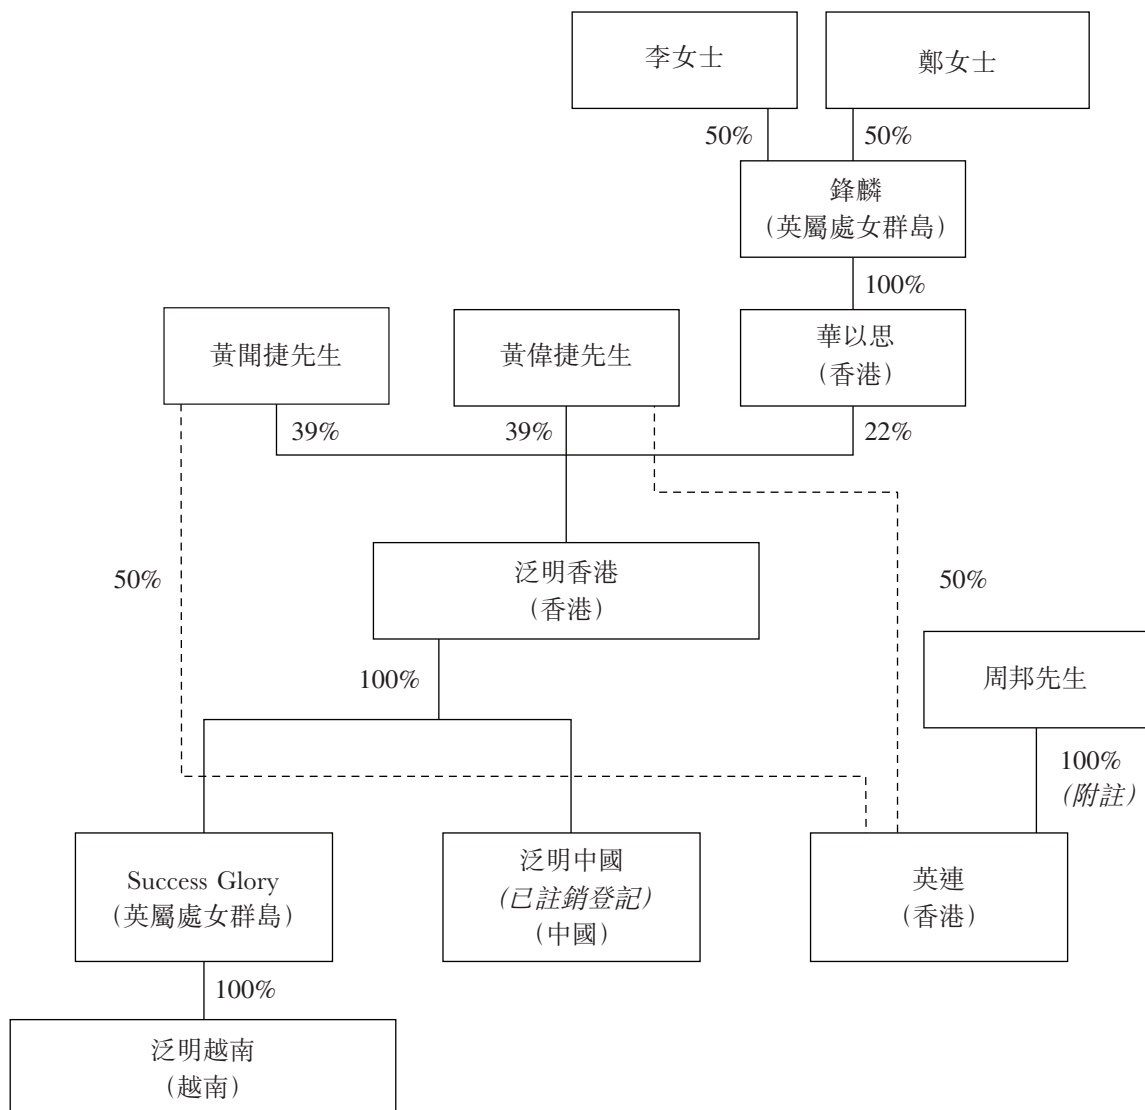 李女士
鄭女士
50%
50%
鋒麟
（英屬處女群島）
100%
黃聞捷先生
黃偉捷先生
華以思
（香港）
39%
39%
22%
泛明香港
（香港）
50%
50%
100%
周邦先生
100%
（附註）
Success Glory
（英屬處女群島）
泛明中國
（已註銷登記）
（中國）
英連
（香港）
100%
泛明越南
（越南）